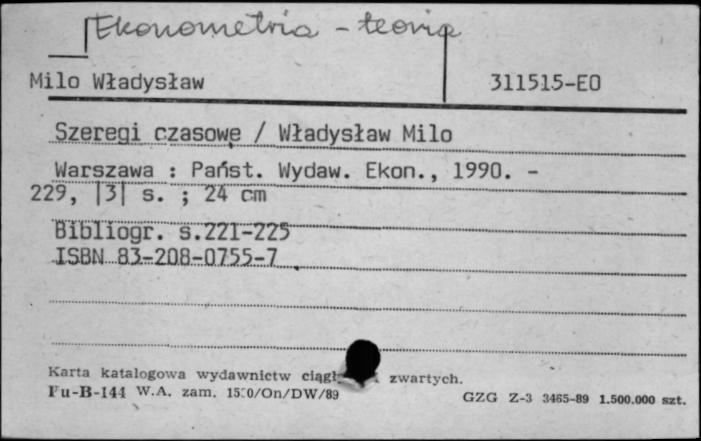 Ekonometria - teoria
Milo Władysław 311515-EO
Szeregi czasowe / Władysław Milo
Warszawa : Państ. Wydaw. Ekon., 1990. -
229, |3| s. ; 24 cm
Bibliogr. s.221-225
ISBN 83-208-0755-7
Karta katalogowa wydawnictw ciągł zwartych.
Pu-B-144 W.A. zam. /On/DW/89 GZG Z-3 3465-89 1.500.000 szt.